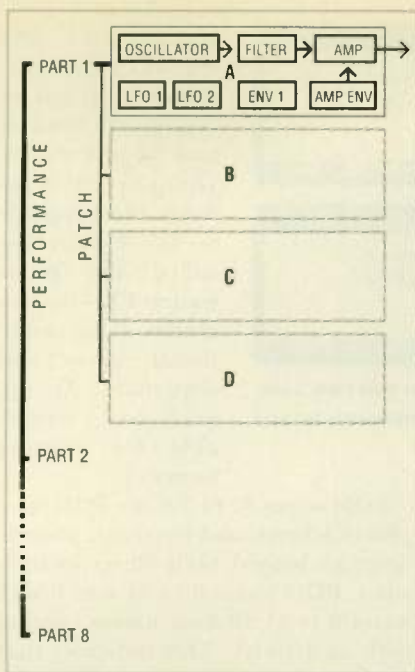 OSCILLATOR FILTER AMP
PART 1 A
LFO 1 LFO 2 ENV 1 AMP ENV
B
PERFORMANCE
PATCH
C
D
PART 2
PART 8